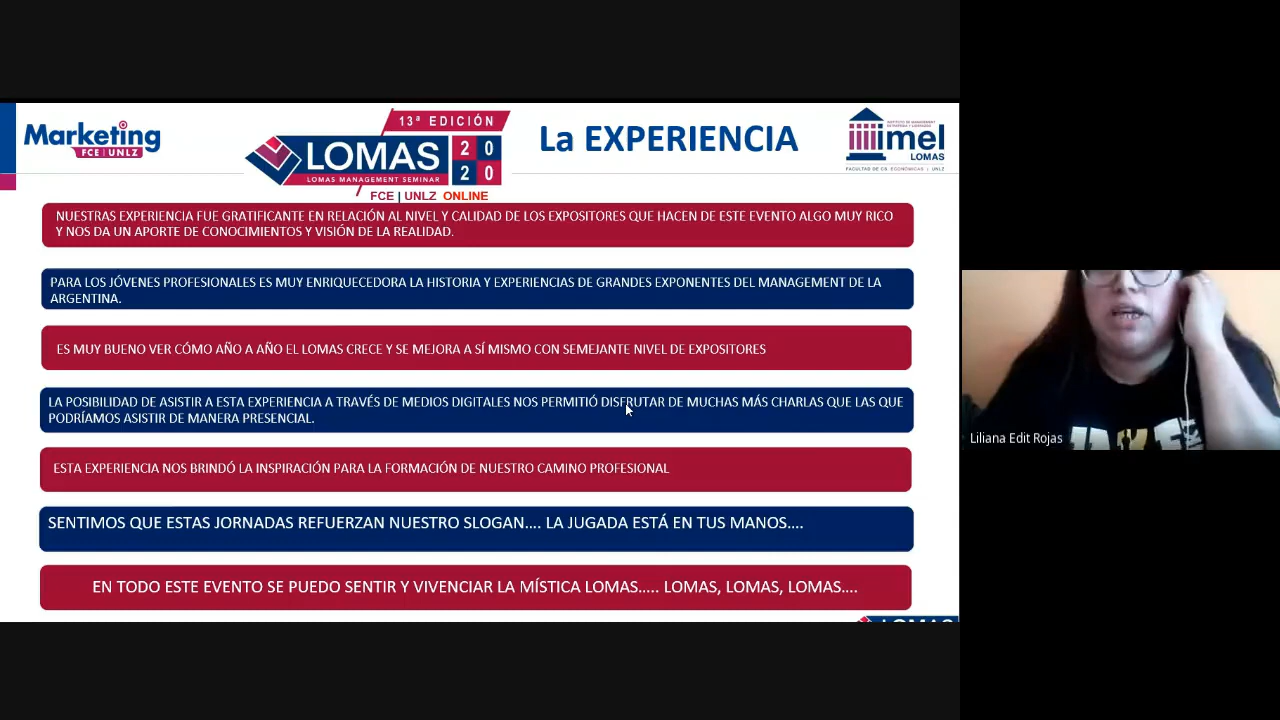 Marketing
FCE | UNLZ
13ª EDICIÓN
LOMAS
2020
LOMAS MANAGEMENT SEMINAR
FCE | UNLZ ONLINE
La EXPERIENCIA
imel
LOMAS
FACULTAD DE CS. ECONÓMICAS | UNLZ
NUESTRAS EXPERIENCIA FUE GRATIFICANTE EN RELACIÓN AL NIVEL Y CALIDAD DE LOS EXPOSITORES QUE HACEN DE ESTE EVENTO ALGO MUY RICO
Y NOS DA UN APORTE DE CONOCIMIENTOS Y VISIÓN DE LA REALIDAD.
PARA LOS JÓVENES PROFESIONALES ES MUY ENRIQUECEDORA LA HISTORIA Y EXPERIENCIAS DE GRANDES EXPONENTES DEL MANAGEMENT DE LA
ARGENTINA.
ES MUY BUENO VER CÓMO AÑO A AÑO EL LOMAS CRECE Y SE MEJORA A SÍ MISMO CON SEMEJANTE NIVEL DE EXPOSITORES
LA POSIBILIDAD DE ASISTIR A ESTA EXPERIENCIA A TRAVÉS DE MEDIOS DIGITALES NOS PERMITIÓ DISFRUTAR DE MUCHAS MÁS CHARLAS QUE LAS QUE
PODRÍAMOS ASISTIR DE MANERA PRESENCIAL.
ESTA EXPERIENCIA NOS BRINDÓ LA INSPIRACIÓN PARA LA FORMACIÓN DE NUESTRO CAMINO PROFESIONAL
SENTIMOS QUE ESTAS JORNADAS REFUERZAN NUESTRO SLOGAN.... LA JUGADA ESTÁ EN TUS MANOS....
EN TODO ESTE EVENTO SE PUEDO SENTIR Y VIVENCIAR LA MÍSTICA LOMAS..... LOMAS, LOMAS, LOMAS....
LOMAS
Liliana Edit Rojas